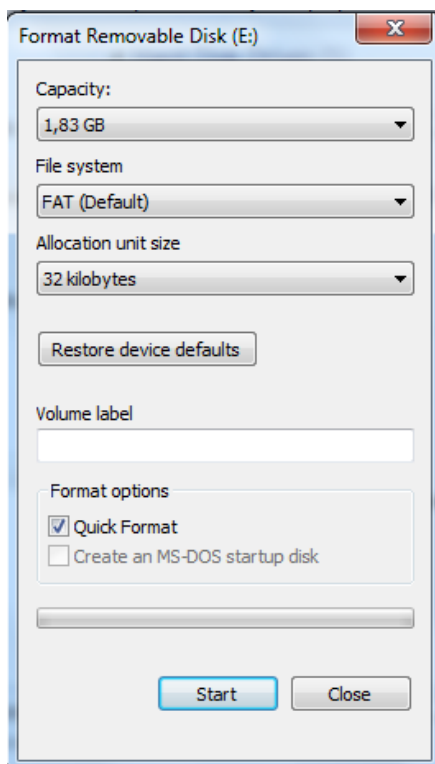 Format Removable Disk (E:)
Capacity:
1,83 GB
File system
FAT (Default)
Allocation unit size
32 kilobytes
Restore device defaults
Volume label
Format options
Quick Format
Create an MS-DOS startup disk
Start Close